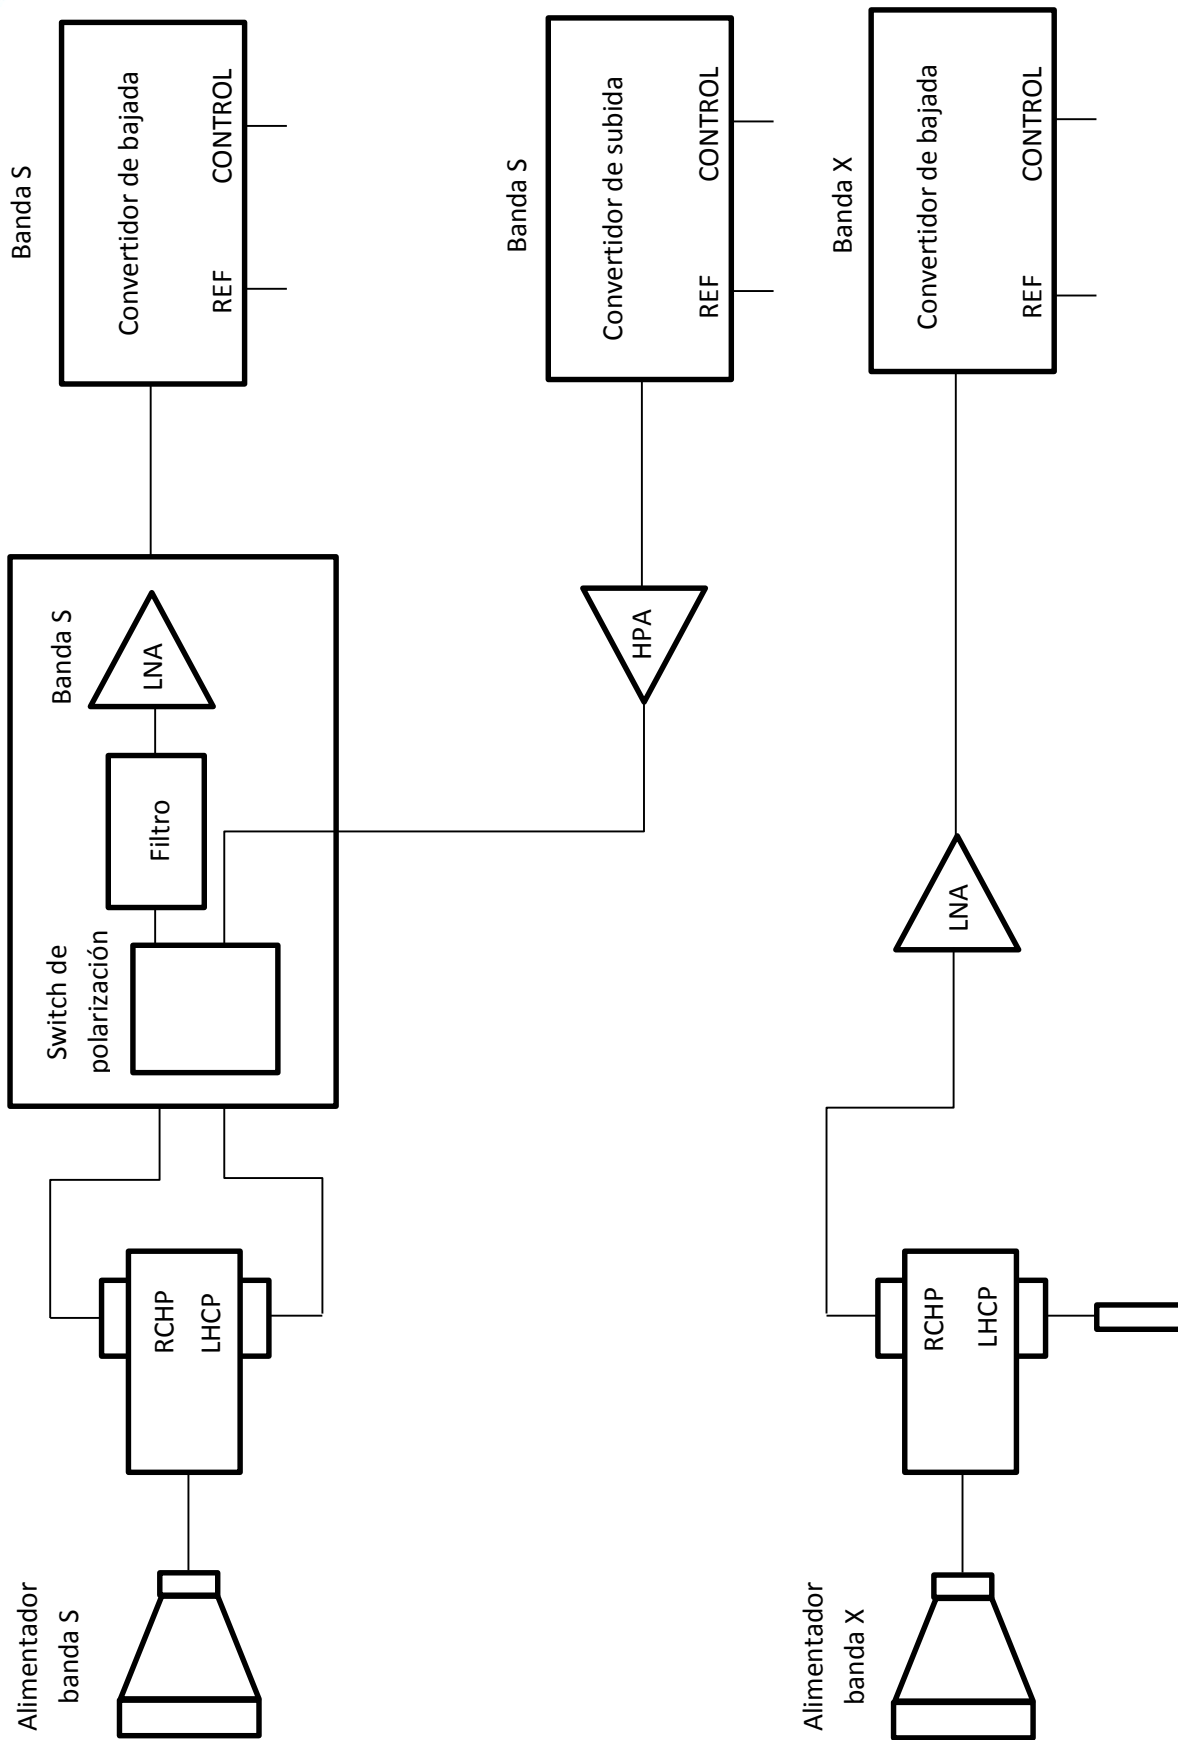 Alimentador
banda S
RCHP
LHCP
Switch de
polarización
Filtro
Banda S
LNA
Banda S
Convertidor de bajada
REF
CONTROL
HPA
Banda S
Convertidor de subida
REF
CONTROL
Alimentador
banda X
RCHP
LHCP
LNA
Banda X
Convertidor de bajada
REF
CONTROL